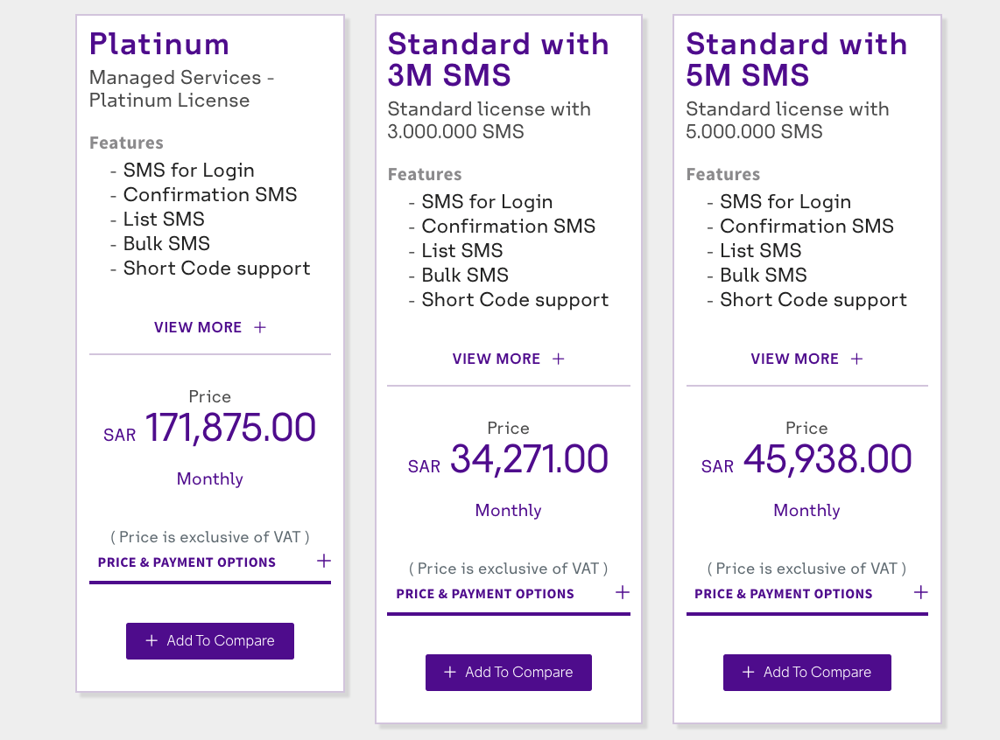 Platinum
Managed Services -
Platinum License
Features
- SMS for Login
- Confirmation SMS
- List SMS
- Bulk SMS
- Short Code support
VIEW MORE +
Price
SAR 171,875.00
Monthly
( Price is exclusive of VAT )
PRICE & PAYMENT OPTIONS +
+ Add To Compare
Standard with
3M SMS
Standard license with
3.000.000 SMS
Features
- SMS for Login
- Confirmation SMS
- List SMS
- Bulk SMS
- Short Code support
VIEW MORE +
Price
SAR 34,271.00
Monthly
( Price is exclusive of VAT )
PRICE & PAYMENT OPTIONS +
+ Add To Compare
Standard with
5M SMS
Standard license with
5.000.000 SMS
Features
- SMS for Login
- Confirmation SMS
- List SMS
- Bulk SMS
- Short Code support
VIEW MORE +
Price
SAR 45,938.00
Monthly
( Price is exclusive of VAT )
PRICE & PAYMENT OPTIONS +
+ Add To Compare